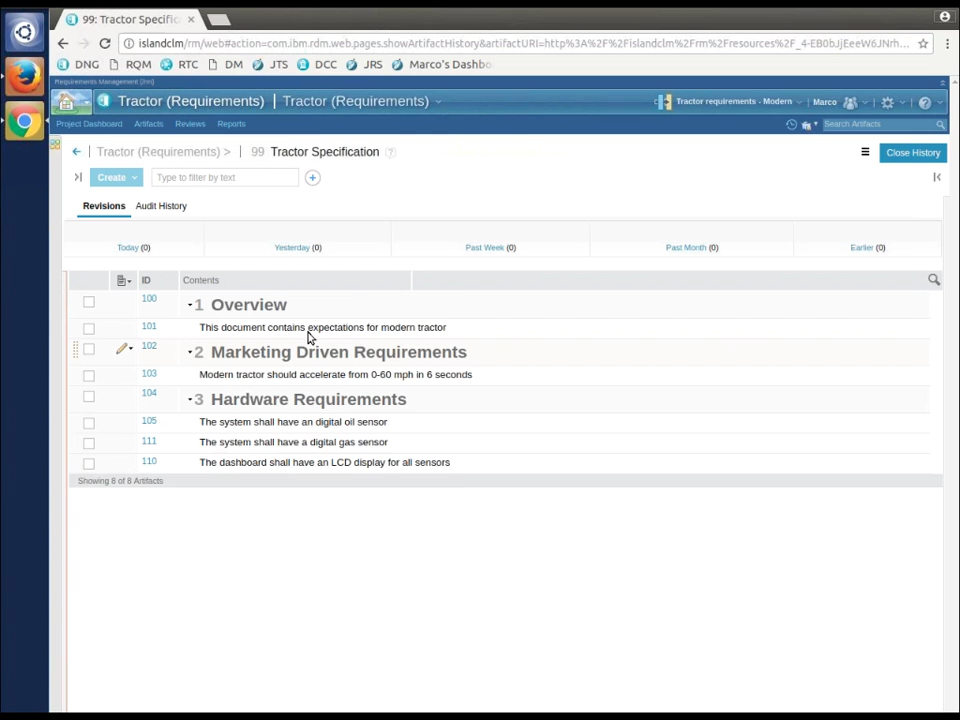 99: Tractor Specific
islandclm/rm/web#action=com.ibm.rdm.web.pages.showArtifactHistory&artifactURI=http%3A%2F%2Fislandclm%2Frm%2Fresources%2F_4-EB0bJjEeeW6JNrh...
DNG RQM RTC DM JTS DCC JRS Marco's Dashbo
Requirements Management (/rm)
Tractor (Requirements) Tractor (Requirements) Tractor requirements - Modern Marco
Project Dashboard Artifacts Reviews Reports Search Artifacts
Tractor (Requirements) > 99 Tractor Specification ? Close History
Create Type to filter by text
Revisions Audit History
Today (0) Yesterday (0) Past Week (0) Past Month (0) Earlier (0)
ID Contents
100 1 Overview
101 This document contains expectations for modern tractor
102 2 Marketing Driven Requirements
103 Modern tractor should accelerate from 0-60 mph in 6 seconds
104 3 Hardware Requirements
105 The system shall have an digital oil sensor
111 The system shall have a digital gas sensor
110 The dashboard shall have an LCD display for all sensors
Showing 8 of 8 Artifacts